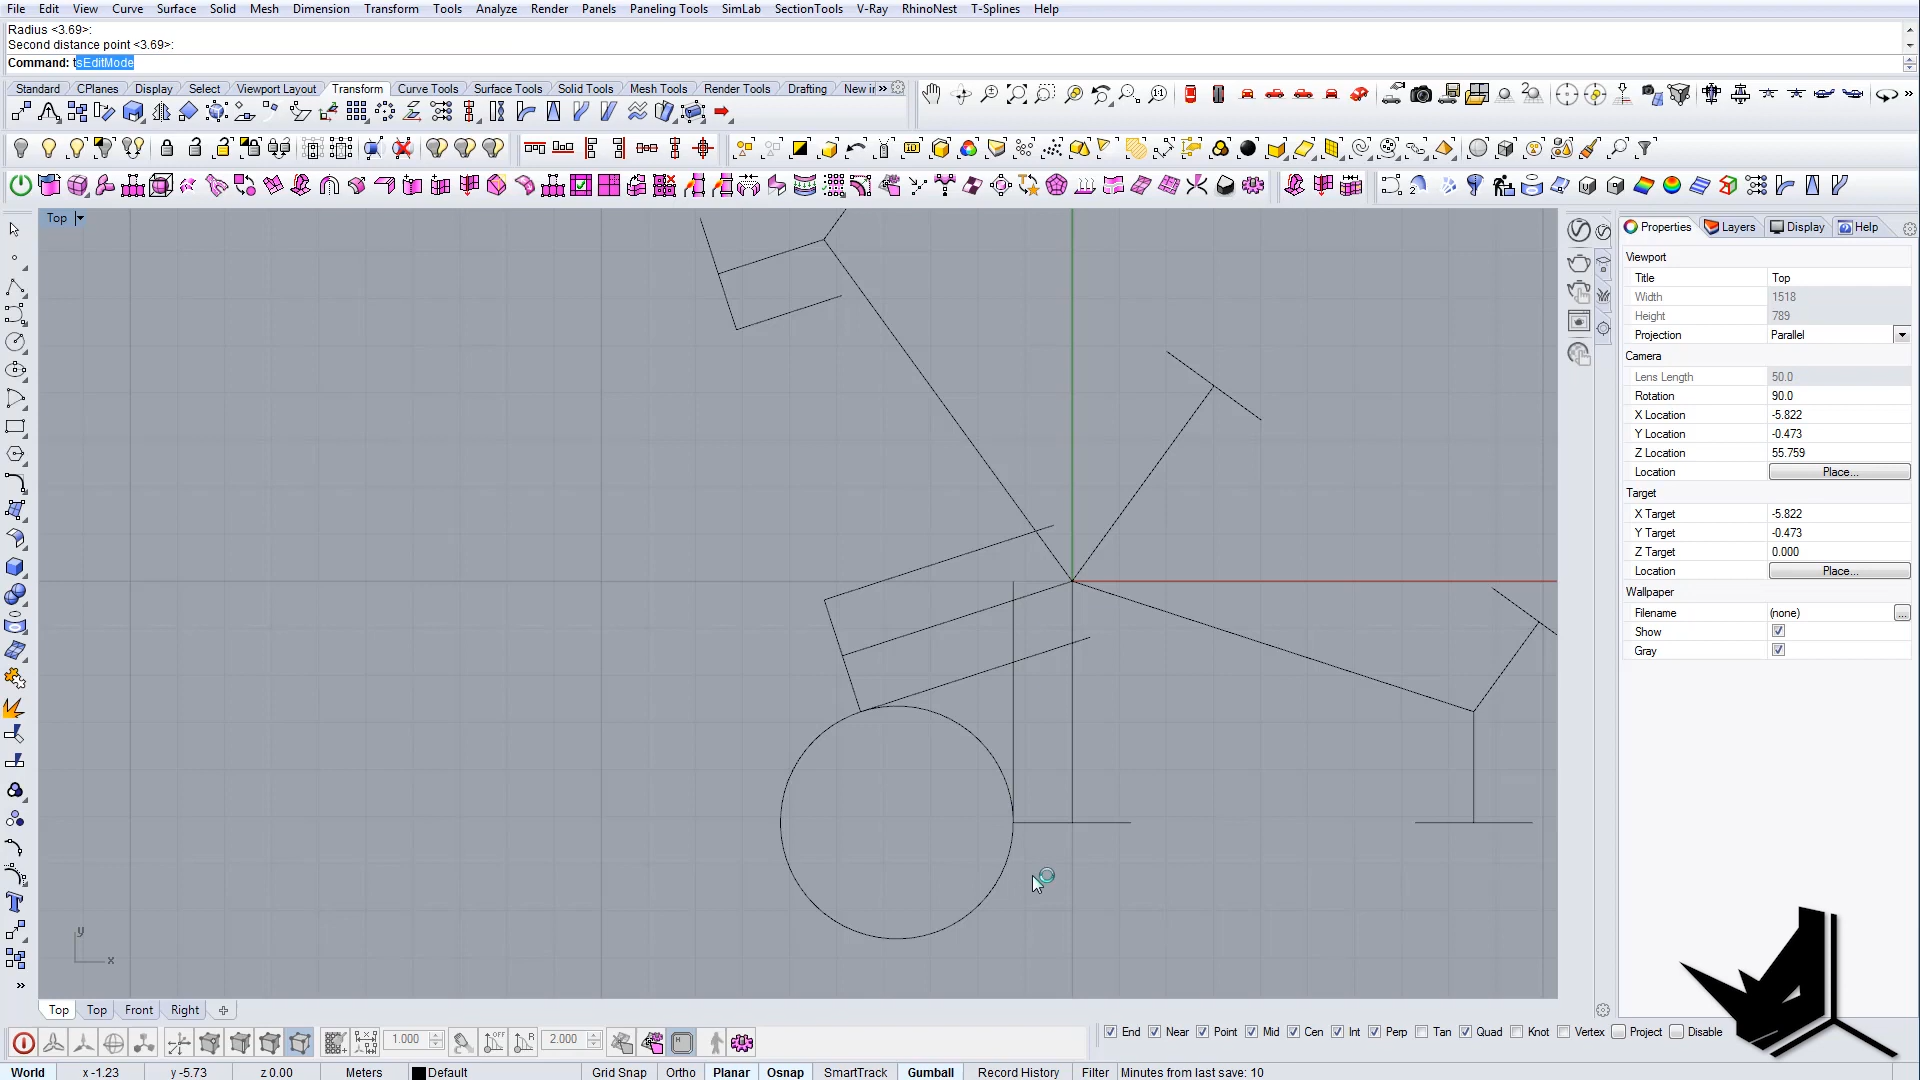 File Edit View Curve Surface Solid Mesh Dimension Transform Tools Analyze Render Panels Paneling Tools SimLab SectionTools V-Ray RhinoNest T-Splines Help
Radius <3.69>:
Second distance point <3.69>:
Command: tsEditMode
Standard CPlanes Display Select Viewport Layout Transform Curve Tools Surface Tools Solid Tools Mesh Tools Render Tools Drafting New in
Top
Properties Layers Display Help
Viewport
Title Top
Width 1518
Height 789
Projection Parallel
Camera
Lens Length 50.0
Rotation 90.0
X Location -5.822
Y Location -0.473
Z Location 55.759
Location Place...
Target
X Target -5.822
Y Target -0.473
Z Target 0.000
Location Place...
Wallpaper
Filename (none) ...
Show
Gray
y
x
Top Top Front Right
1.000 2.000
End Near Point Mid Cen Int Perp Tan Quad Knot Vertex Project Disable
World x -1.23 y -5.73 z 0.00 Meters Default Grid Snap Ortho Planar Osnap SmartTrack Gumball Record History Filter Minutes from last save: 10